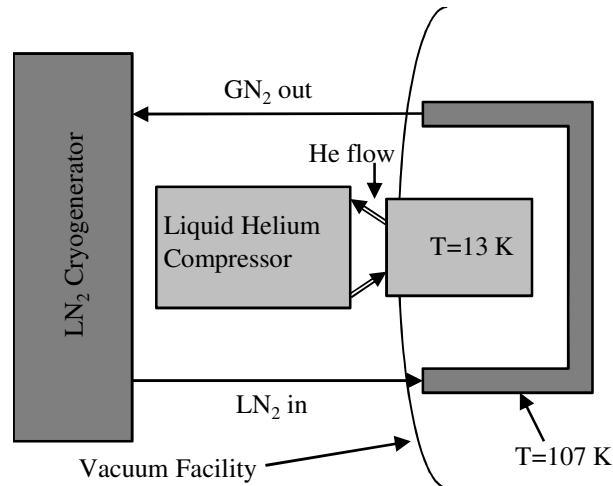 GN₂ out
He flow
LN₂ Cryogenerator
Liquid Helium
Compressor
T=13 K
LN₂ in
Vacuum Facility
T=107 K